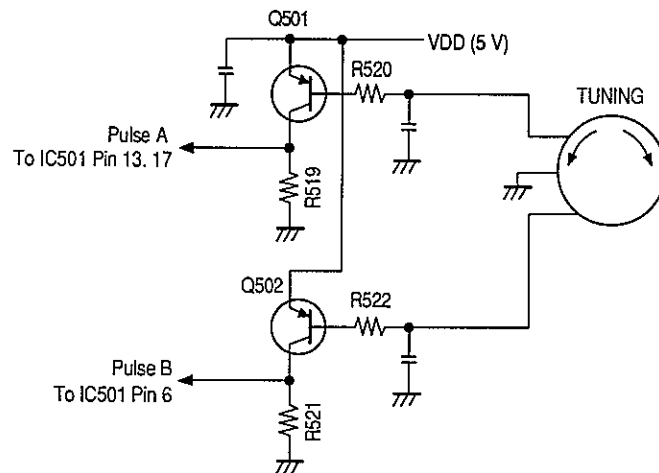 Q501
VDD (5 V)
R520
TUNING
Pulse A
To IC501 Pin 13. 17
R519
Q502
R522
Pulse B
To IC501 Pin 6
R521